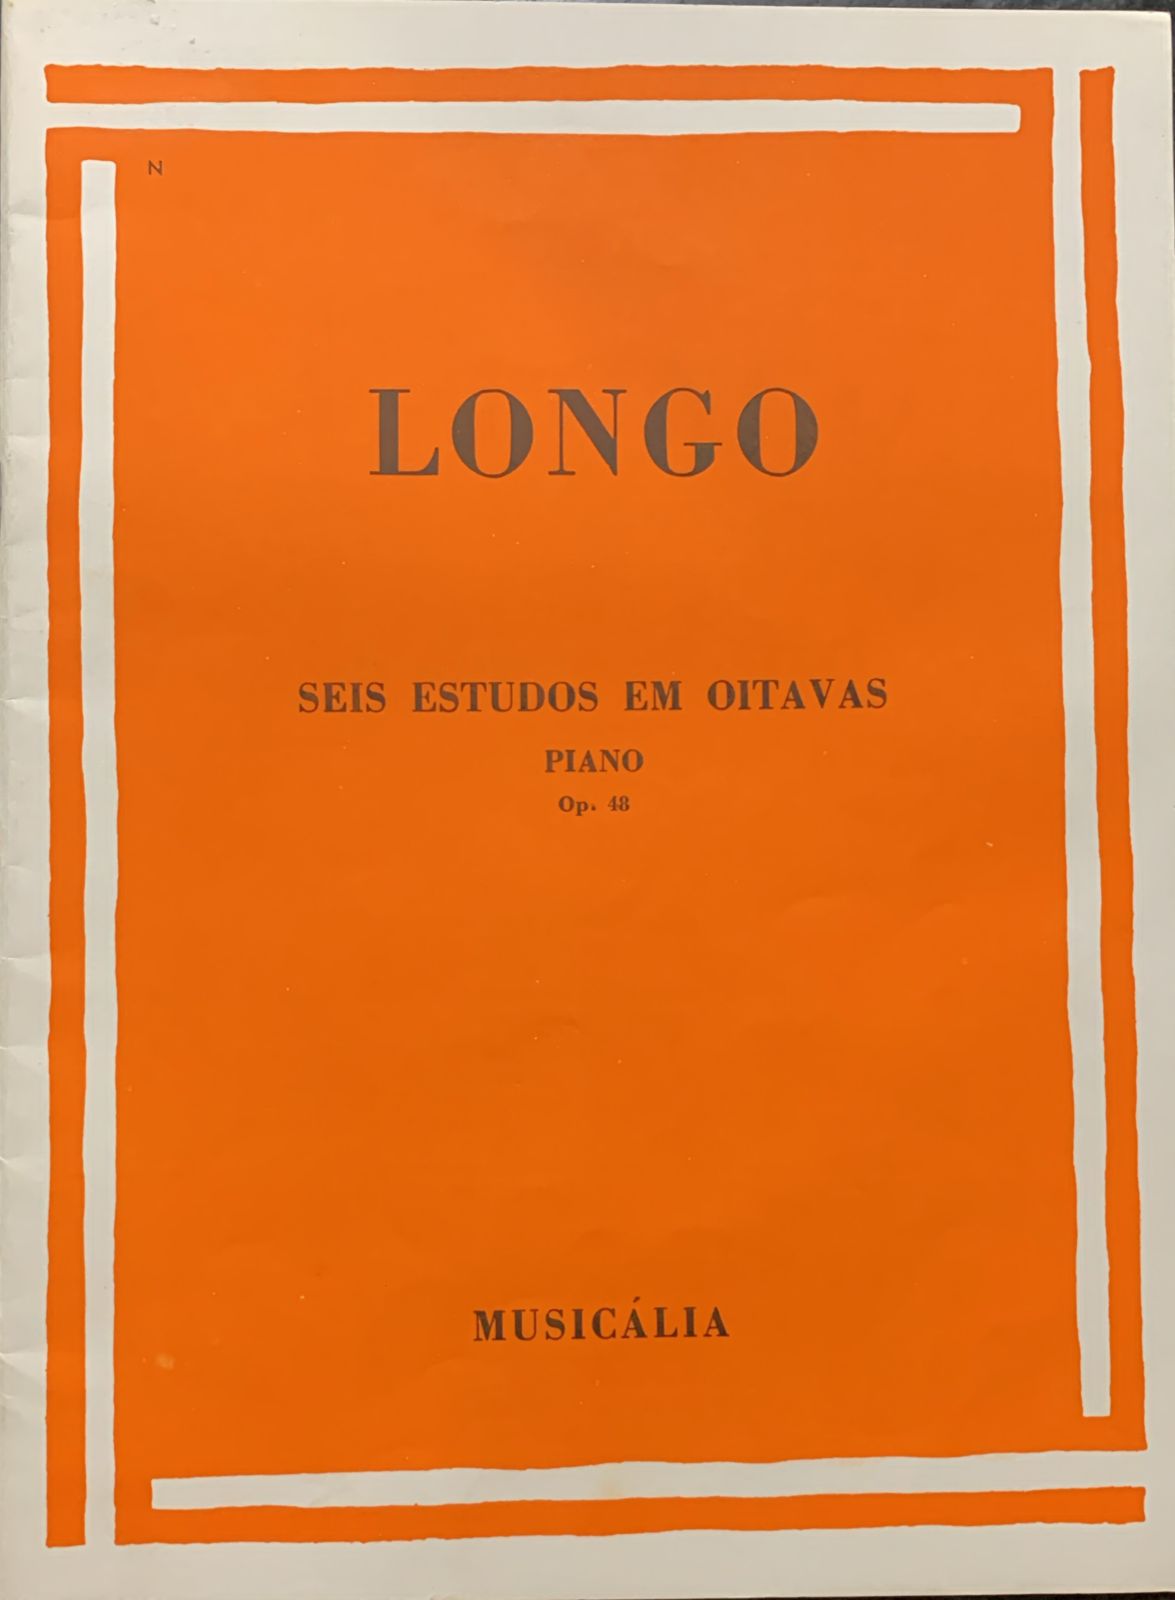 N
LONGO
SEIS ESTUDOS EM OITAVAS
PIANO
Op. 48
MUSICÁLIA